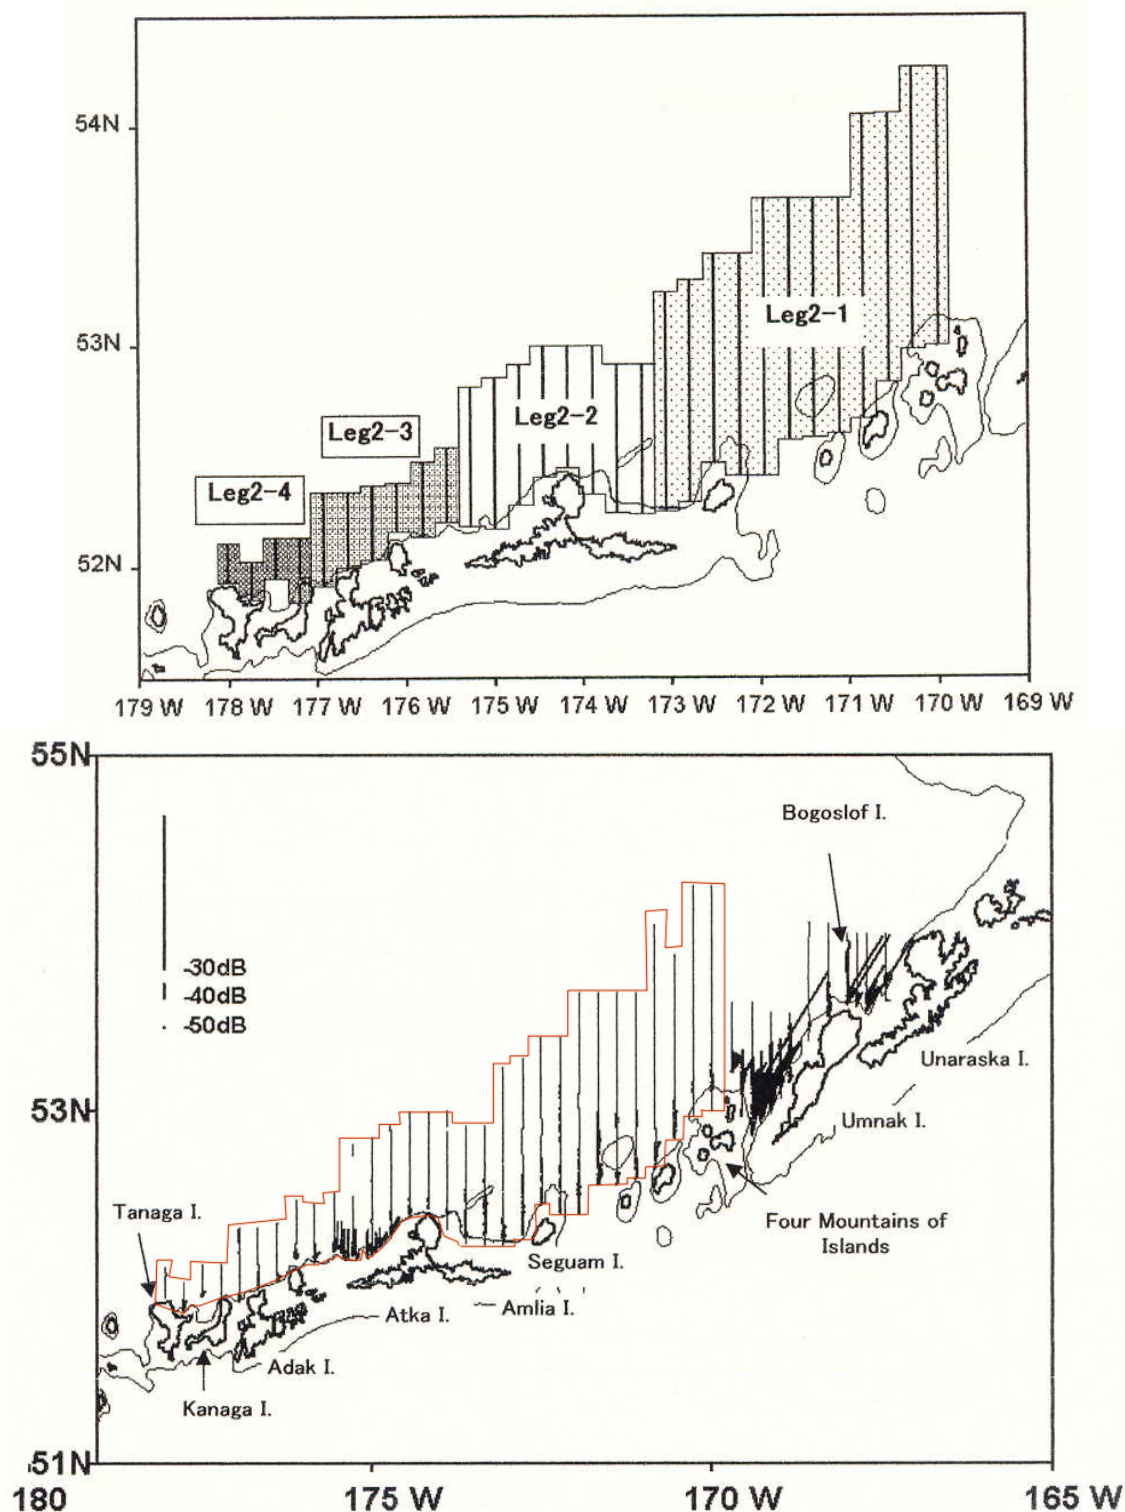 54N
53N
Leg2-1
Leg2-2
Leg2-3
Leg2-4
52N
179 W 178 W 177 W 176 W 175 W 174 W 173 W 172 W 171 W 170 W 169 W
55N
Bogoslof I.
-30dB
-40dB
-50dB
Unaraska I.
53N
Umnak I.
Tanaga I.
Four Mountains of
Islands
Seguam I.
Amlia I.
Atka I.
Adak I.
Kanaga I.
51N
180 175 W 170 W 165 W